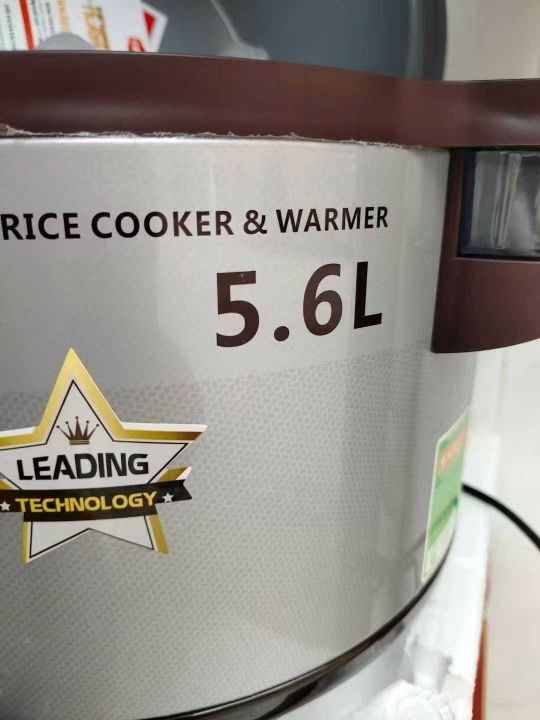 RICE COOKER & WARMER
5.6L
LEADING
TECHNOLOGY